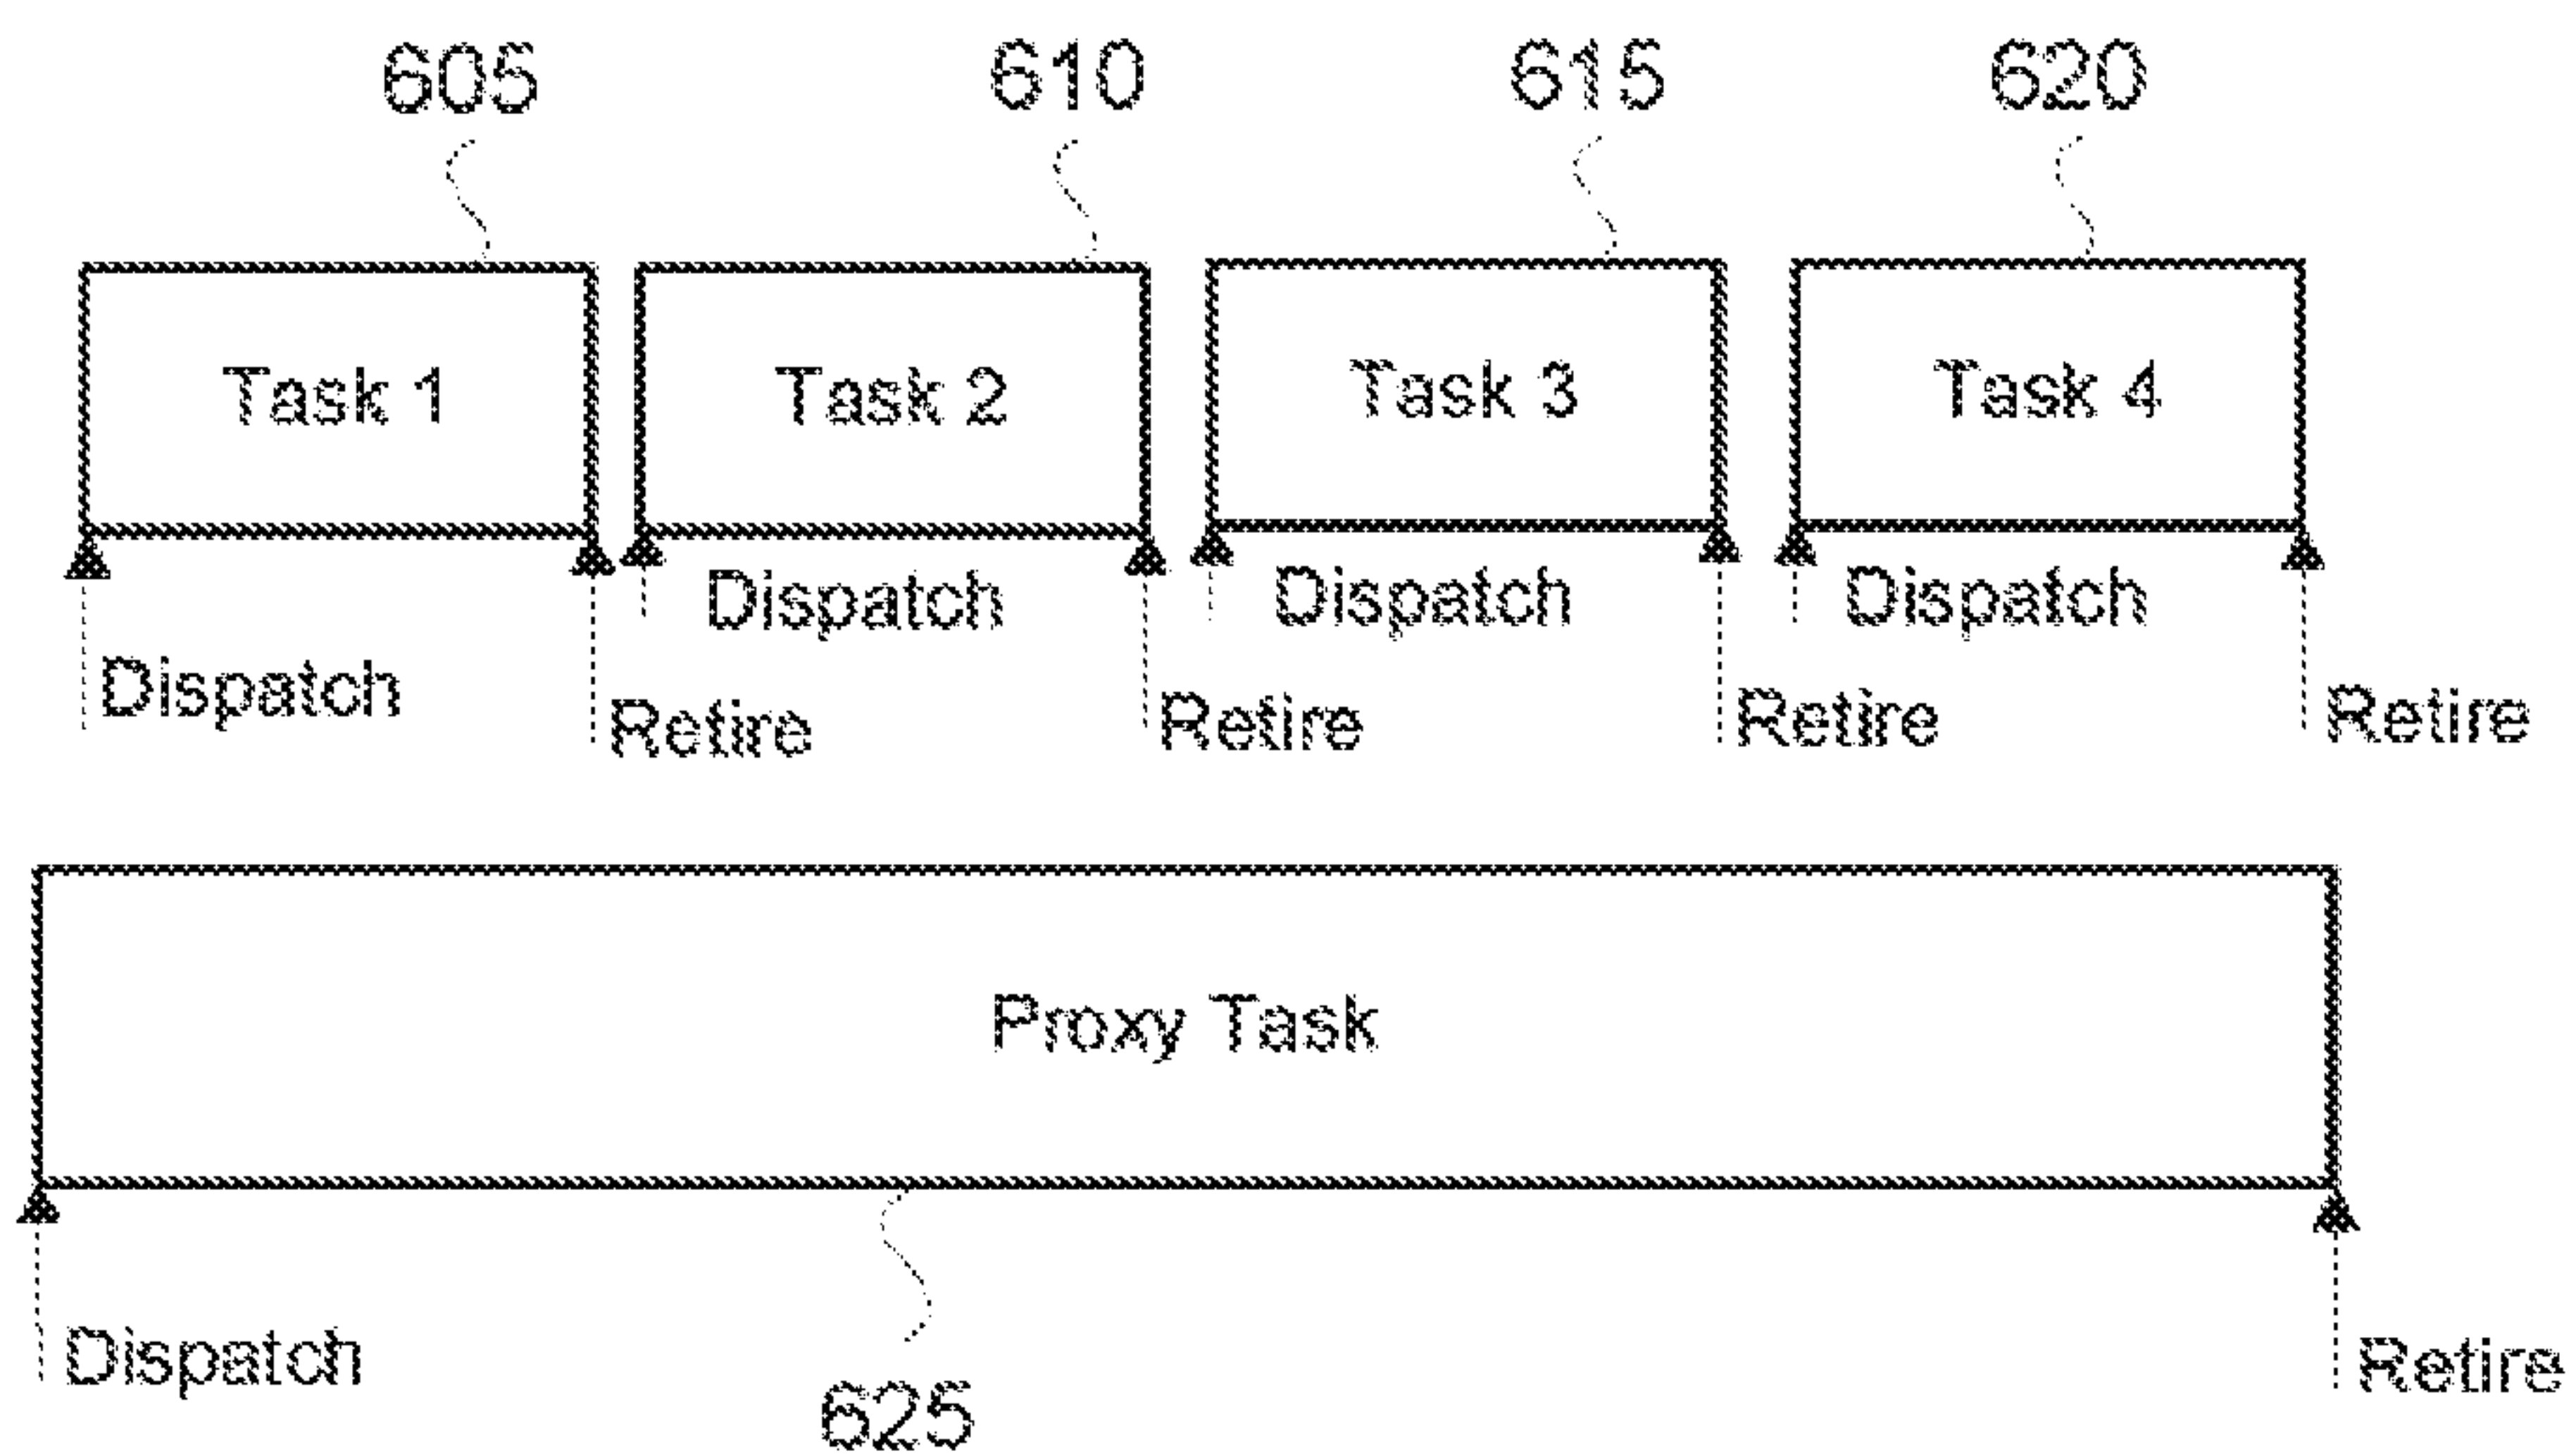 605 610 615 620
Task 1 Task 2 Task 3 Task 4
Dispatch Dispatch Dispatch
Dispatch Retire Retire Retire Retire
Proxy Task
Dispatch Retire
625